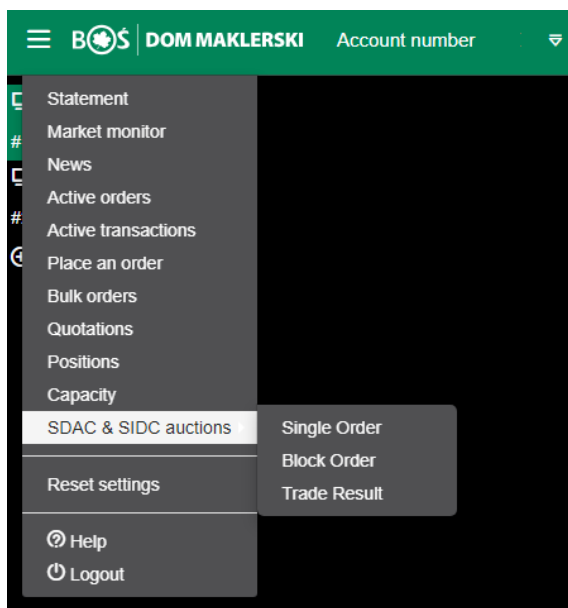 BOŚ DOM MAKLERSKI Account number
Statement
#
Market monitor
News
Active orders
#
Active transactions
Place an order
Bulk orders
Quotations
Positions
Capacity
SDAC & SIDC auctions
Single Order
Block Order
Trade Result
Reset settings
Help
Logout